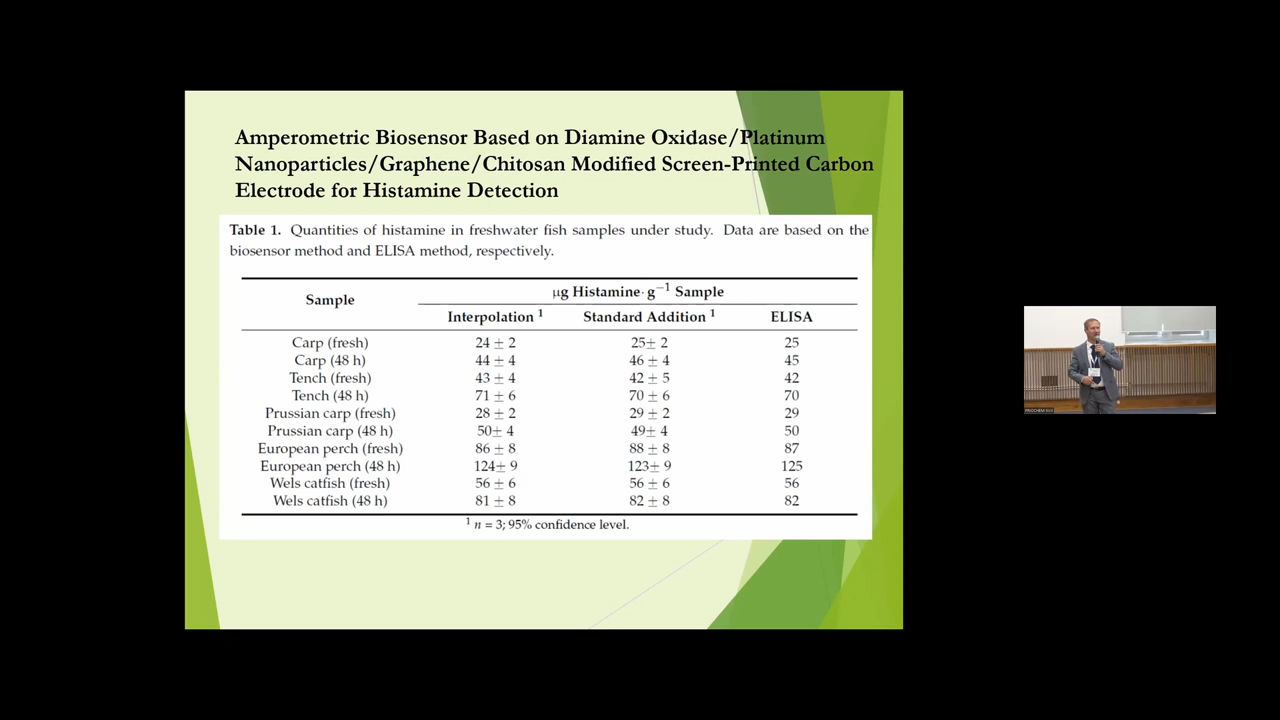 Amperometric Biosensor Based on Diamine Oxidase/Platinum
Nanoparticles/Graphene/Chitosan Modified Screen-Printed Carbon
Electrode for Histamine Detection
Table 1. Quantities of histamine in freshwater fish samples under study. Data are based on the
biosensor method and ELISA method, respectively.
Sample μg Histamine· g⁻¹ Sample
Interpolation ¹ Standard Addition ¹ ELISA
Carp (fresh) 24 ± 2 25± 2 25
Carp (48 h) 44 ± 4 46 ± 4 45
Tench (fresh) 43 ± 4 42 ± 5 42
Tench (48 h) 71 ± 6 70 ± 6 70
Prussian carp (fresh) 28 ± 2 29 ± 2 29
Prussian carp (48 h) 50± 4 49± 4 50
European perch (fresh) 86 ± 8 88 ± 8 87
European perch (48 h) 124± 9 123± 9 125
Wels catfish (fresh) 56 ± 6 56 ± 6 56
Wels catfish (48 h) 81 ± 8 82 ± 8 82
¹ n = 3; 95% confidence level.